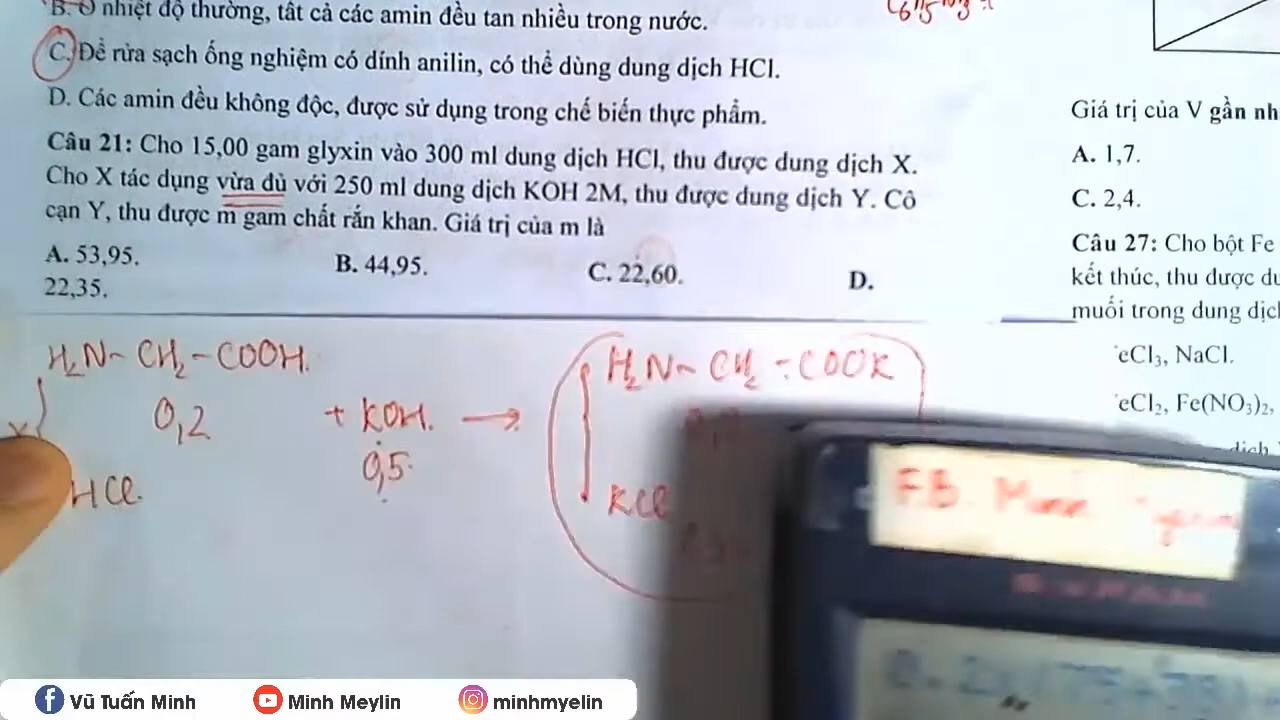 B. Ở nhiệt độ thường, tất cả các amin đều tan nhiều trong nước.
C. Để rửa sạch ống nghiệm có dính anilin, có thể dùng dung dịch HCl.
D. Các amin đều không độc, được sử dụng trong chế biến thực phẩm.
Câu 21: Cho 15,00 gam glyxin vào 300 ml dung dịch HCl, thu được dung dịch X.
Cho X tác dụng vừa đủ với 250 ml dung dịch KOH 2M, thu được dung dịch Y. Cô
cạn Y, thu được m gam chất rắn khan. Giá trị của m là
A. 53,95. B. 44,95. C. 22,60. D.
22,35.
H₂N - CH₂ - COOH.
0,2 + KOH. →
0,5.
HCl.
H₂N - CH₂ - COOK
KCl
Giá trị của V gần
A. 1,7.
C. 2,4.
Câu 27: Cho bột Fe
kết thúc, thu được
muối trong dung
eCl₃, NaCl.
eCl₂, Fe(NO₃)₂,
F.B. Minh
Vũ Tuấn Minh Minh Meylin minhmyelin